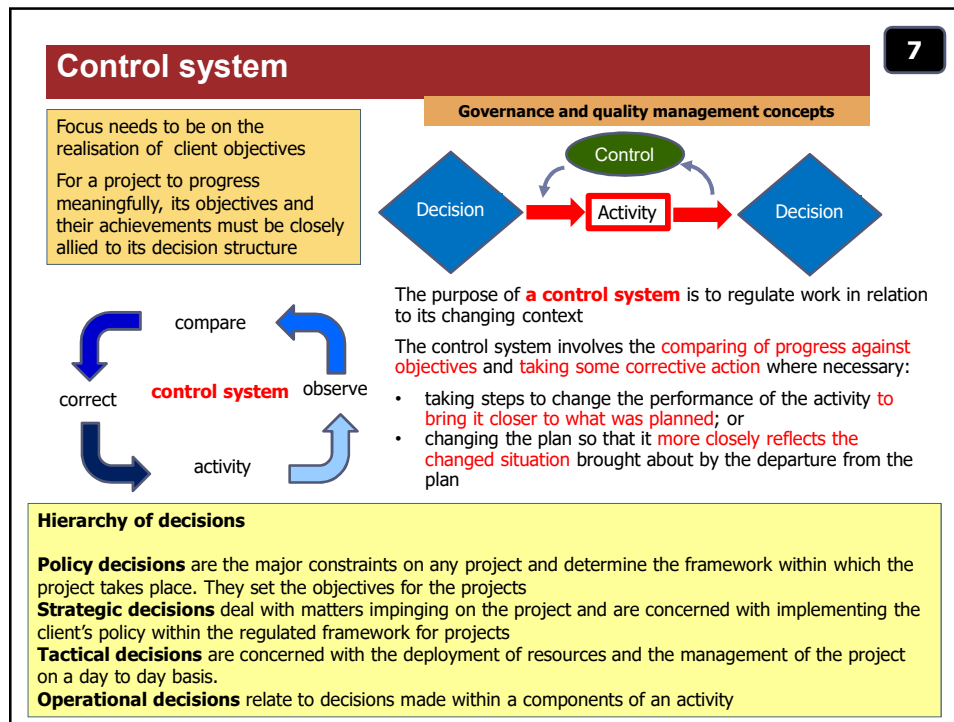 7
Control system
Governance and quality management concepts
Focus needs to be on the
realisation of client objectives
For a project to progress
meaningfully, its objectives and
their achievements must be closely
allied to its decision structure
Control
Decision
Activity
Decision
The purpose of a control system is to regulate work in relation
to its changing context
The control system involves the comparing of progress against
objectives and taking some corrective action where necessary:
• taking steps to change the performance of the activity to
bring it closer to what was planned; or
• changing the plan so that it more closely reflects the
changed situation brought about by the departure from the
plan
compare
correct
control system
observe
activity
Hierarchy of decisions
Policy decisions are the major constraints on any project and determine the framework within which the
project takes place. They set the objectives for the projects
Strategic decisions deal with matters impinging on the project and are concerned with implementing the
client's policy within the regulated framework for projects
Tactical decisions are concerned with the deployment of resources and the management of the project
on a day to day basis.
Operational decisions relate to decisions made within a components of an activity